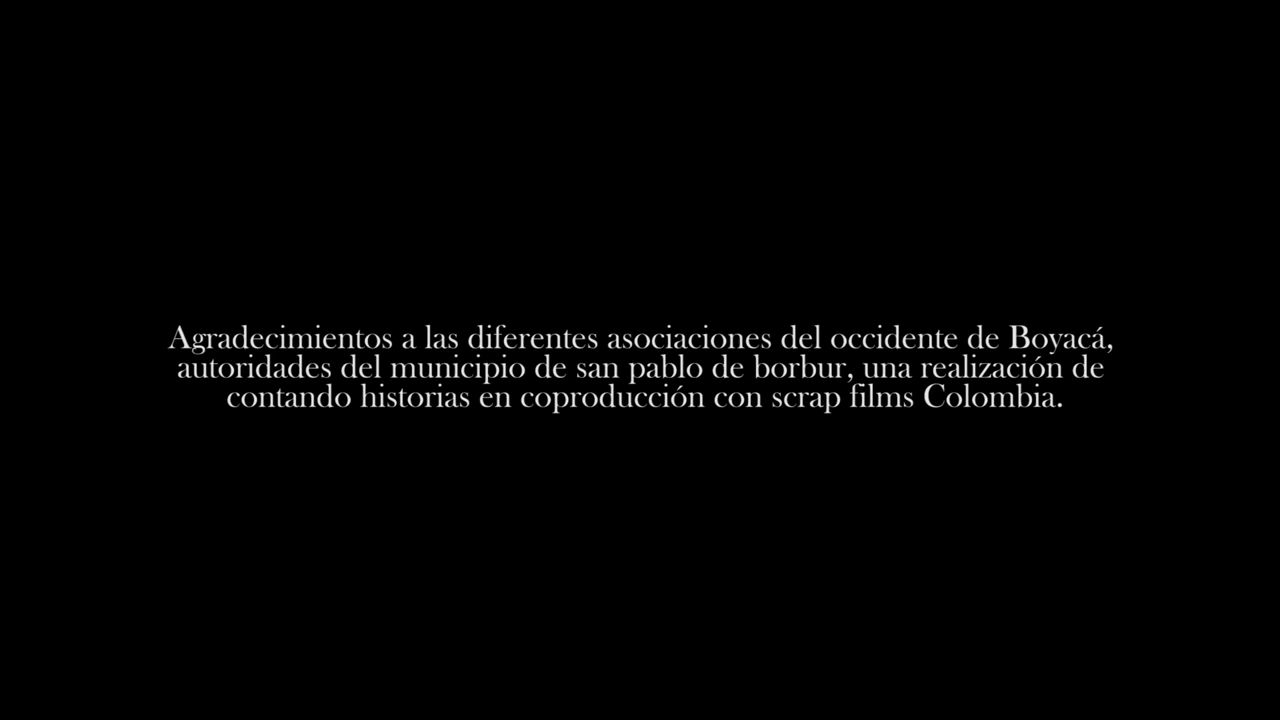 Agradecimientos a las diferentes asociaciones del occidente de Boyacá,
autoridades del municipio de san pablo de borbur, una realización de
contando historias en coproducción con scrap films Colombia.